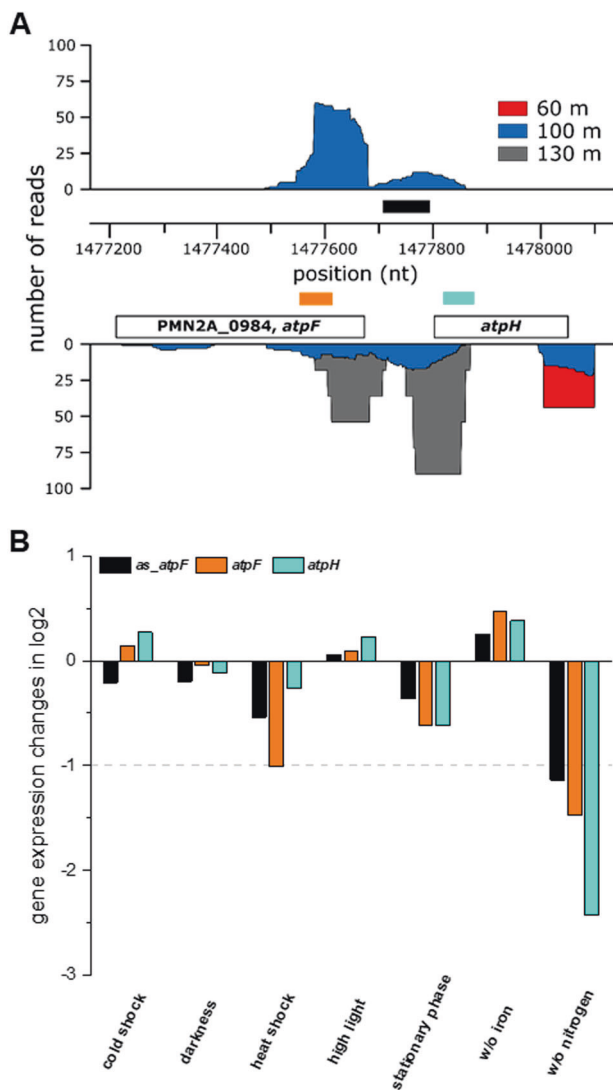 A
number of reads
100
75
50
25
0
60 m
100 m
130 m
1477200 1477400 1477600 1477800 1478000
position (nt)
PMN2A_0984, atpF atpH
0
25
50
75
100
B
gene expression changes in log2
1
0
-1
-2
-3
as_atpF atpF atpH
cold shock
darkness
heat shock
high light
stationary phase
w/o iron
w/o nitrogen